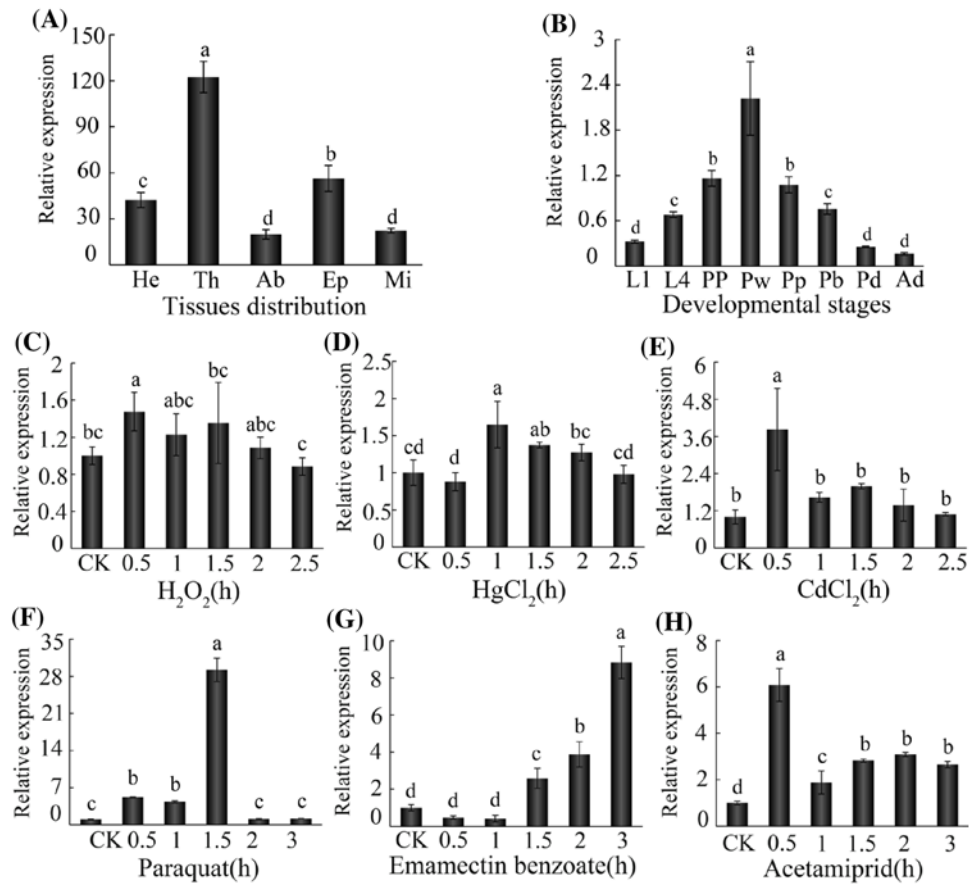 (A)
Relative expression
150
120
90
60
30
0
a
b
c
d
d
He Th Ab Ep Mi
Tissues distribution
(B)
Relative expression
3
2.4
1.2
0.6
0
a
b
b
c
c
d
d
d
L1 L4 PP Pw Pp Pb Pd Ad
Developmental stages
(C)
Relative expression
2
1.6
1.2
0.8
0.4
0
bc a abc bc abc c
CK 0.5 1 1.5 2 2.5
H₂O₂(h)
(D)
Relative expression
2.5
2
1.5
1
0.5
0
cd d a ab bc cd
CK 0.5 1 1.5 2 2.5
HgCl₂(h)
(E)
Relative expression
6
4.8
3.6
2.4
1.2
0
b a b b b b
CK 0.5 1 1.5 2 2.5
CdCl₂(h)
(F)
Relative expression
35
28
14
7
0
c b b a c c
CK 0.5 1 1.5 2 3
Paraquat(h)
(G)
Relative expression
10
8
6
4
2
0
d d d c b a
CK 0.5 1 1.5 2 3
Emamectin benzoate(h)
(H)
Relative expression
8
6
4
2
0
d a c b b b
CK 0.5 1 1.5 2 3
Acetamiprid(h)